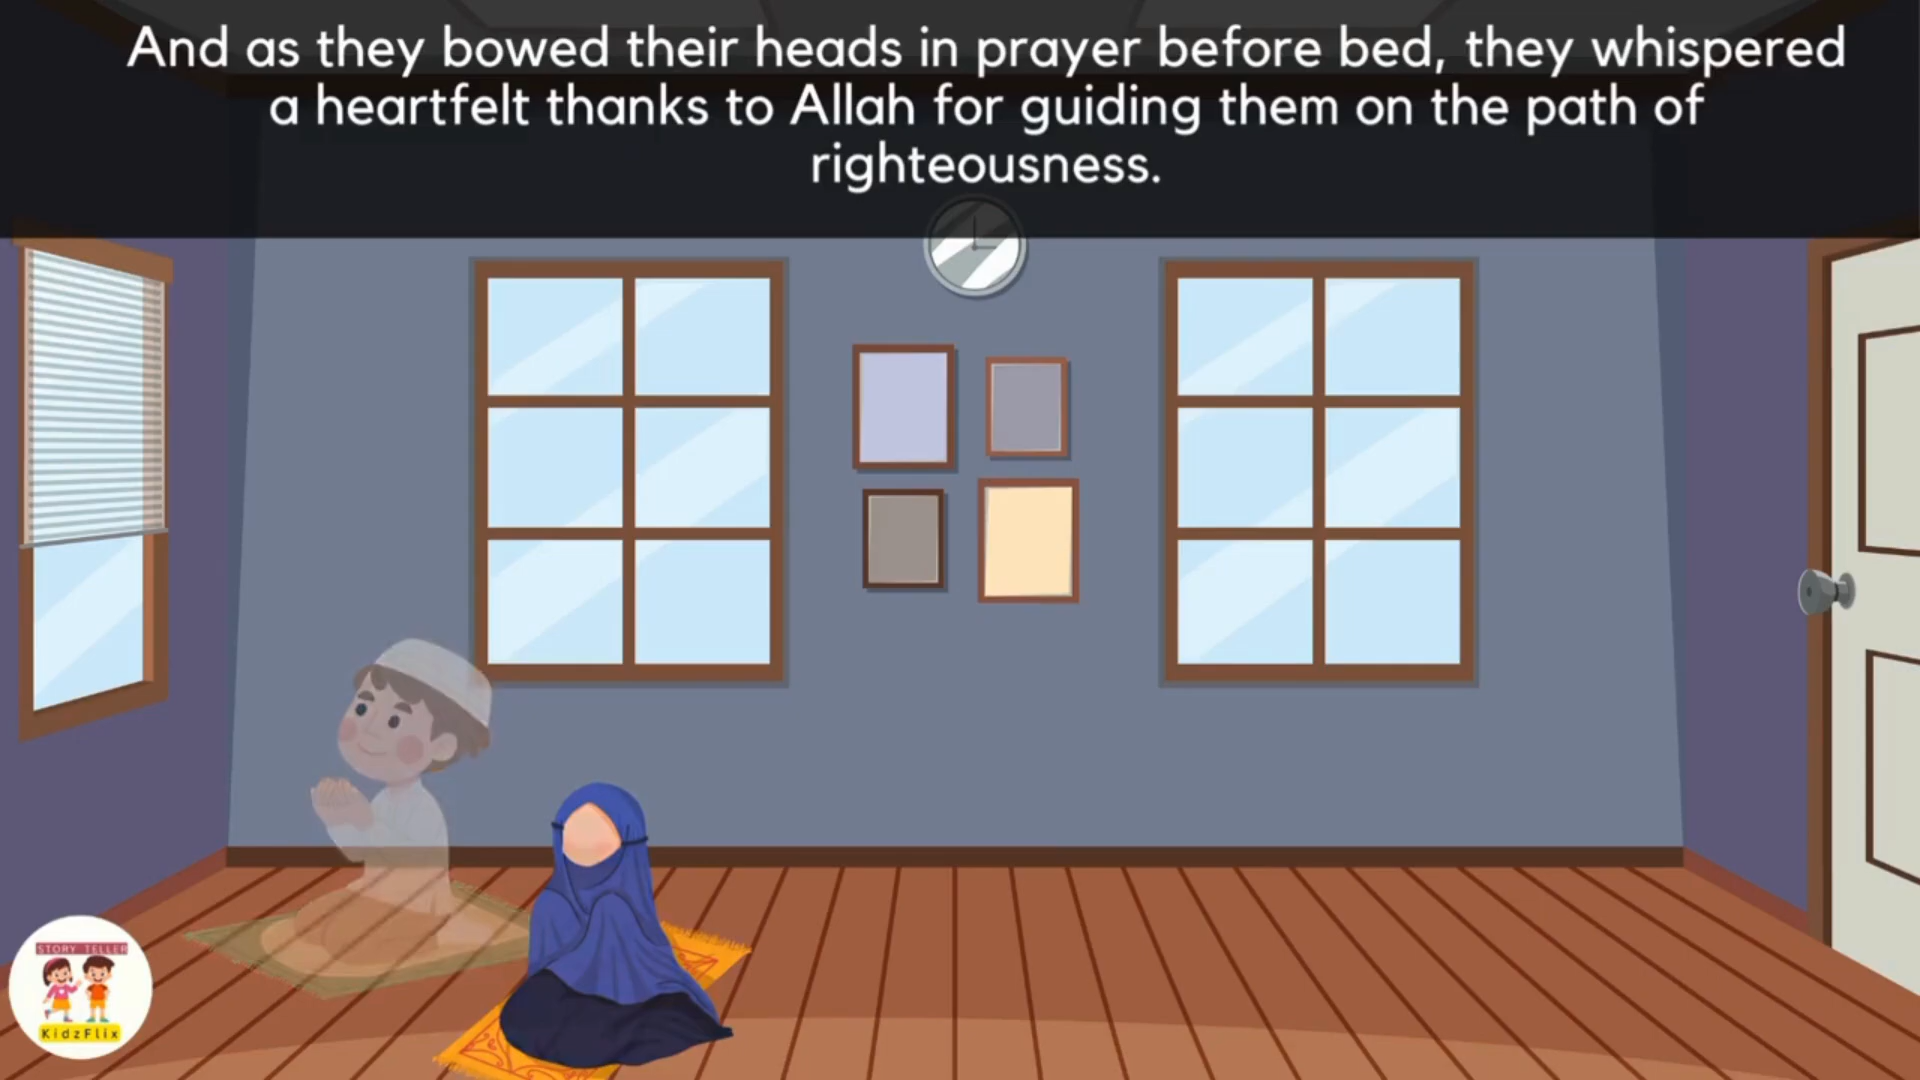 And as they bowed their heads in prayer before bed, they whispered
a heartfelt thanks to Allah for guiding them on the path of
righteousness.
STORY TELLER
KidzFlix